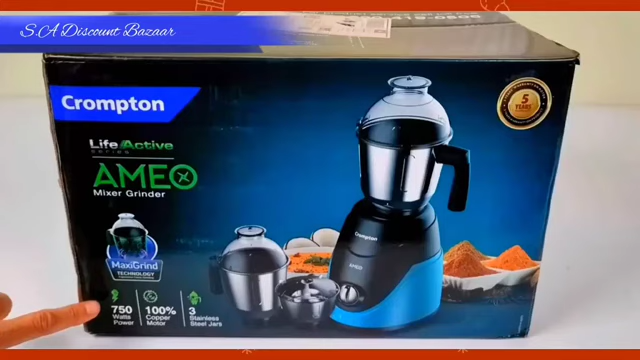 S.A Discount Bazaar
Crompton
Life Active
series
AMEO
Mixer Grinder
5
YEARS
Crompton
AMEO
MaxiGrind
TECHNOLOGY
750
Watts
Power
100%
Copper
Motor
3
Stainless
Steel Jars